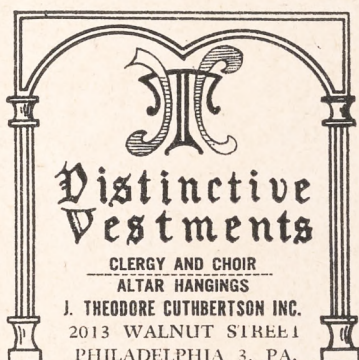 Distinctive
Vestments
CLERGY AND CHOIR
ALTAR HANGINGS
J. THEODORE CUTHBERTSON INC.
2013 WALNUT STREET
PHILADELPHIA 3, PA.